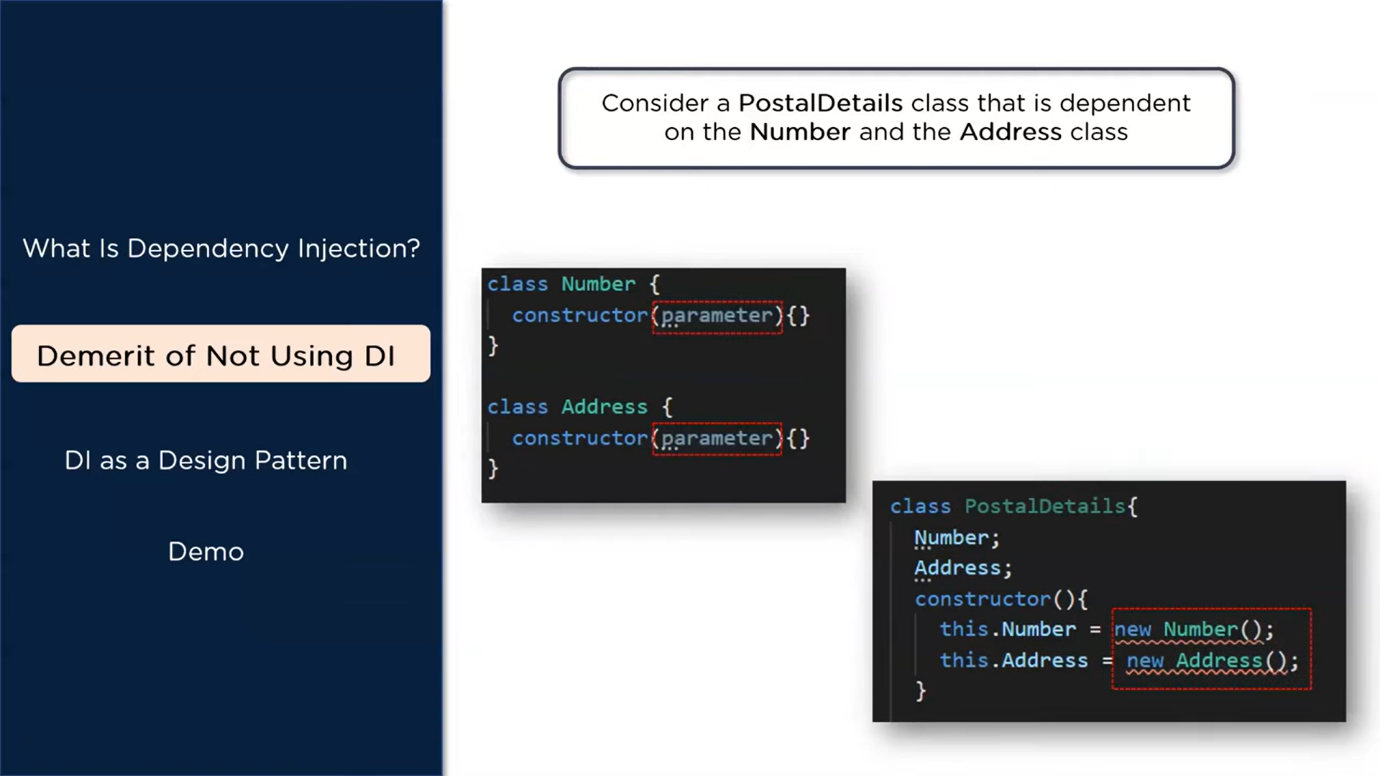 What Is Dependency Injection?
Demerit of Not Using DI
DI as a Design Pattern
Demo
Consider a PostalDetails class that is dependent
on the Number and the Address class
class Number {
constructor(parameter){}
}
class Address {
constructor(parameter){}
}
class PostalDetails{
Number;
Address;
constructor(){
this.Number = new Number();
this.Address = new Address();
}